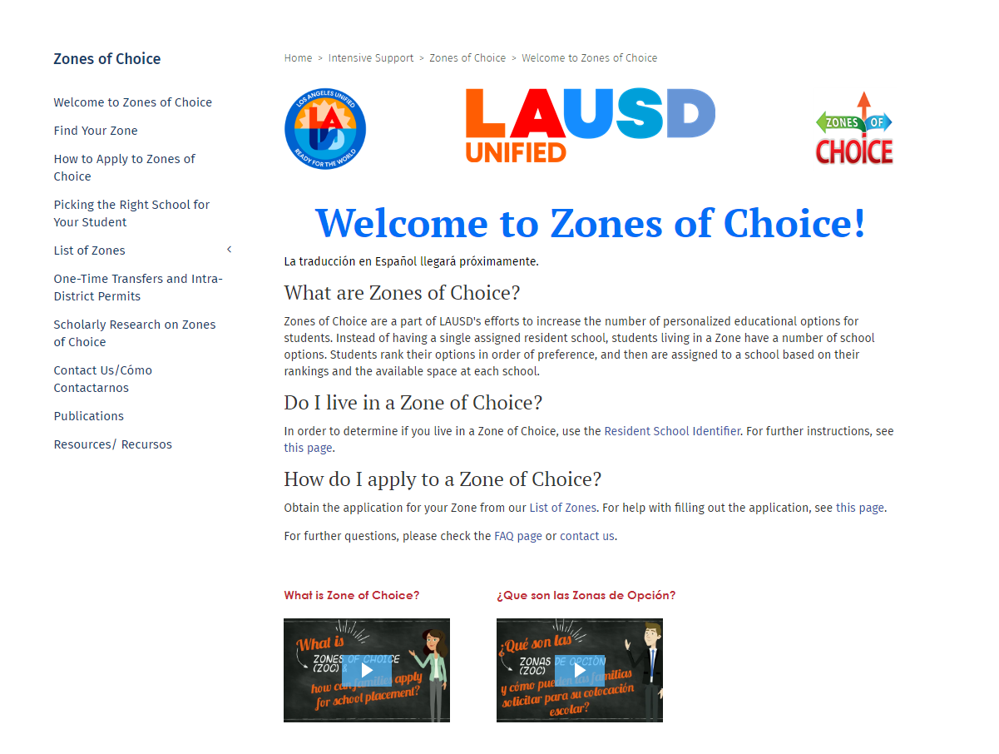 Zones of Choice
Welcome to Zones of Choice
Find Your Zone
How to Apply to Zones of
Choice
Picking the Right School for
Your Student
List of Zones
One-Time Transfers and Intra-
District Permits
Scholarly Research on Zones
of Choice
Contact Us/Cómo
Contactarnos
Publications
Resources/ Recursos
Home > Intensive Support > Zones of Choice > Welcome to Zones of Choice
LOS ANGELES UNIFIED
LAUSD
READY FOR THE WORLD
LAUSD
UNIFIED
ZONES OF
CHOICE
Welcome to Zones of Choice!
La traducción en Español llegará próximamente.
What are Zones of Choice?
Zones of Choice are a part of LAUSD's efforts to increase the number of personalized educational options for
students. Instead of having a single assigned resident school, students living in a Zone have a number of school
options. Students rank their options in order of preference, and then are assigned to a school based on their
rankings and the available space at each school.
Do I live in a Zone of Choice?
In order to determine if you live in a Zone of Choice, use the Resident School Identifier. For further instructions, see
this page.
How do I apply to a Zone of Choice?
Obtain the application for your Zone from our List of Zones. For help with filling out the application, see this page.
For further questions, please check the FAQ page or contact us.
What is Zone of Choice?
What is
ZONES OF CHOICE
(ZOC) &
how can families apply
for school placement?
¿Que son las Zonas de Opción?
¿Qué son las
ZONAS DE OPCIÓN
(ZOC)
y cómo pueden las familias
solicitar para su colocación
escolar?